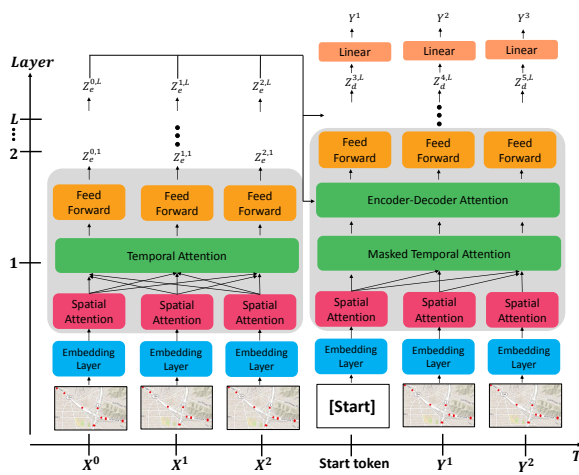 Y^1 Y^2 Y^3
Linear Linear Linear
Layer
Z_e^{0,L} Z_e^{1,L} Z_e^{2,L} Z_d^{3,L} Z_d^{4,L} Z_d^{5,L}
L
2
Z_e^{0,1} Z_e^{1,1} Z_e^{2,1}
Feed Forward Feed Forward Feed Forward
Feed Forward Feed Forward Feed Forward
Encoder-Decoder Attention
Temporal Attention
Masked Temporal Attention
1
Spatial Attention Spatial Attention Spatial Attention
Spatial Attention Spatial Attention Spatial Attention
Embedding Layer Embedding Layer Embedding Layer
Embedding Layer Embedding Layer Embedding Layer
[Start]
X^0 X^1 X^2 Start token Y^1 Y^2
T